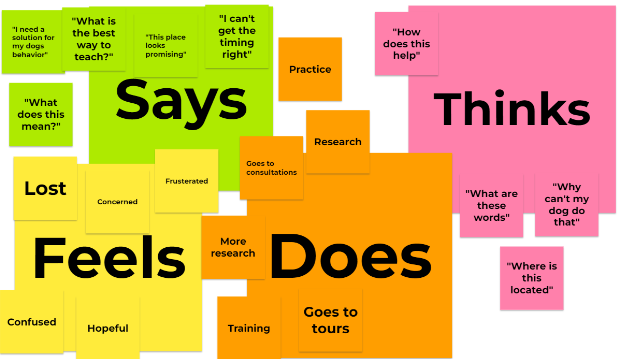 "I need a
solution for
my dogs
behavior"
"What is
the best
way to
teach?"
"This place
looks
promising"
"I can't
get the
timing
right"
"What
does this
mean?"
Says
Practice
Research
Goes to
consultations
More
research
Does
Training
Goes to
tours
"How
does this
help"
Thinks
"What are
these
words"
"Why
can't my
dog do
that"
"Where is
this
located"
Lost
Concerned
Frusterated
Feels
Confused
Hopeful